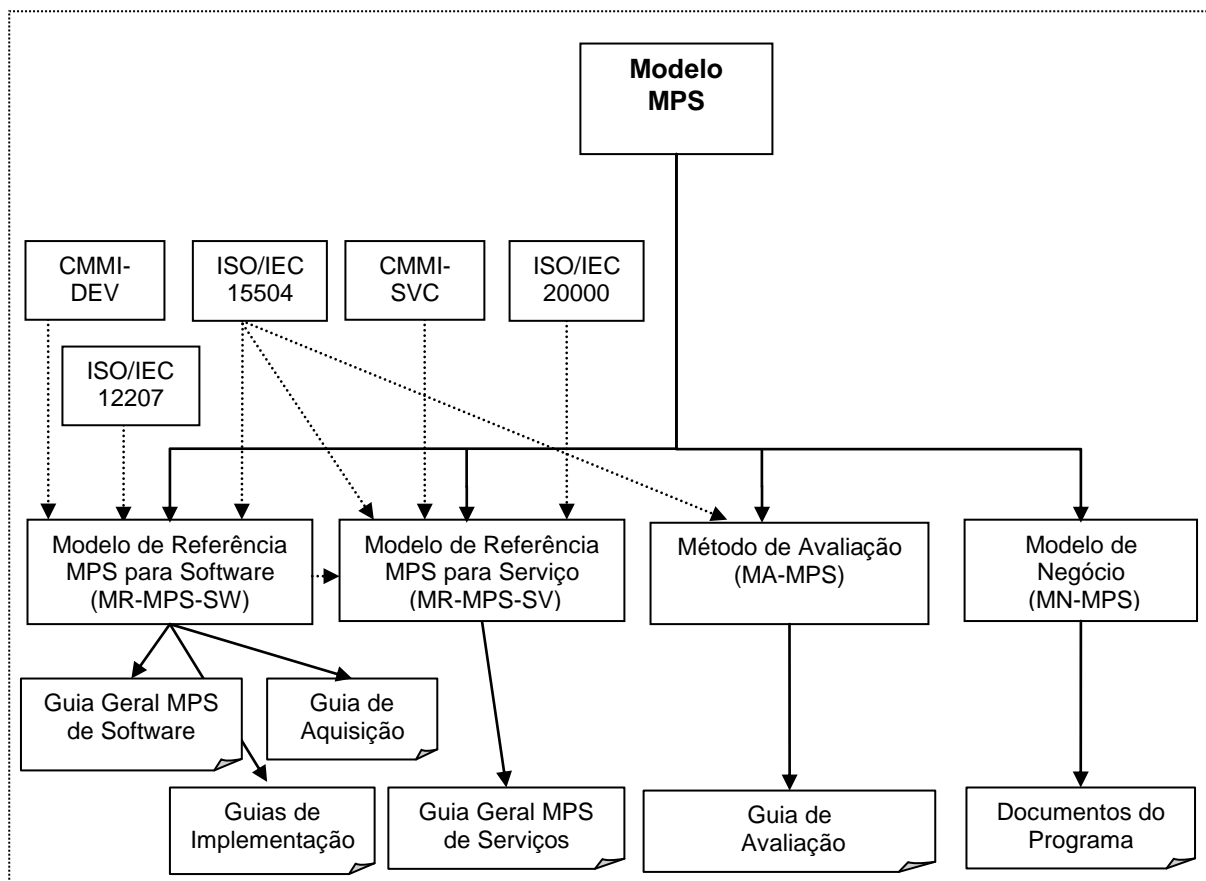 Modelo
MPS
CMMI-
DEV
ISO/IEC
15504
CMMI-
SVC
ISO/IEC
20000
ISO/IEC
12207
Modelo de Referência
MPS para Software
(MR-MPS-SW)
Modelo de Referência
MPS para Serviço
(MR-MPS-SV)
Método de Avaliação
(MA-MPS)
Modelo de
Negócio
(MN-MPS)
Guia Geral MPS
de Software
Guia de
Aquisição
Guias de
Implementação
Guia Geral MPS
de Serviços
Guia de
Avaliação
Documentos do
Programa